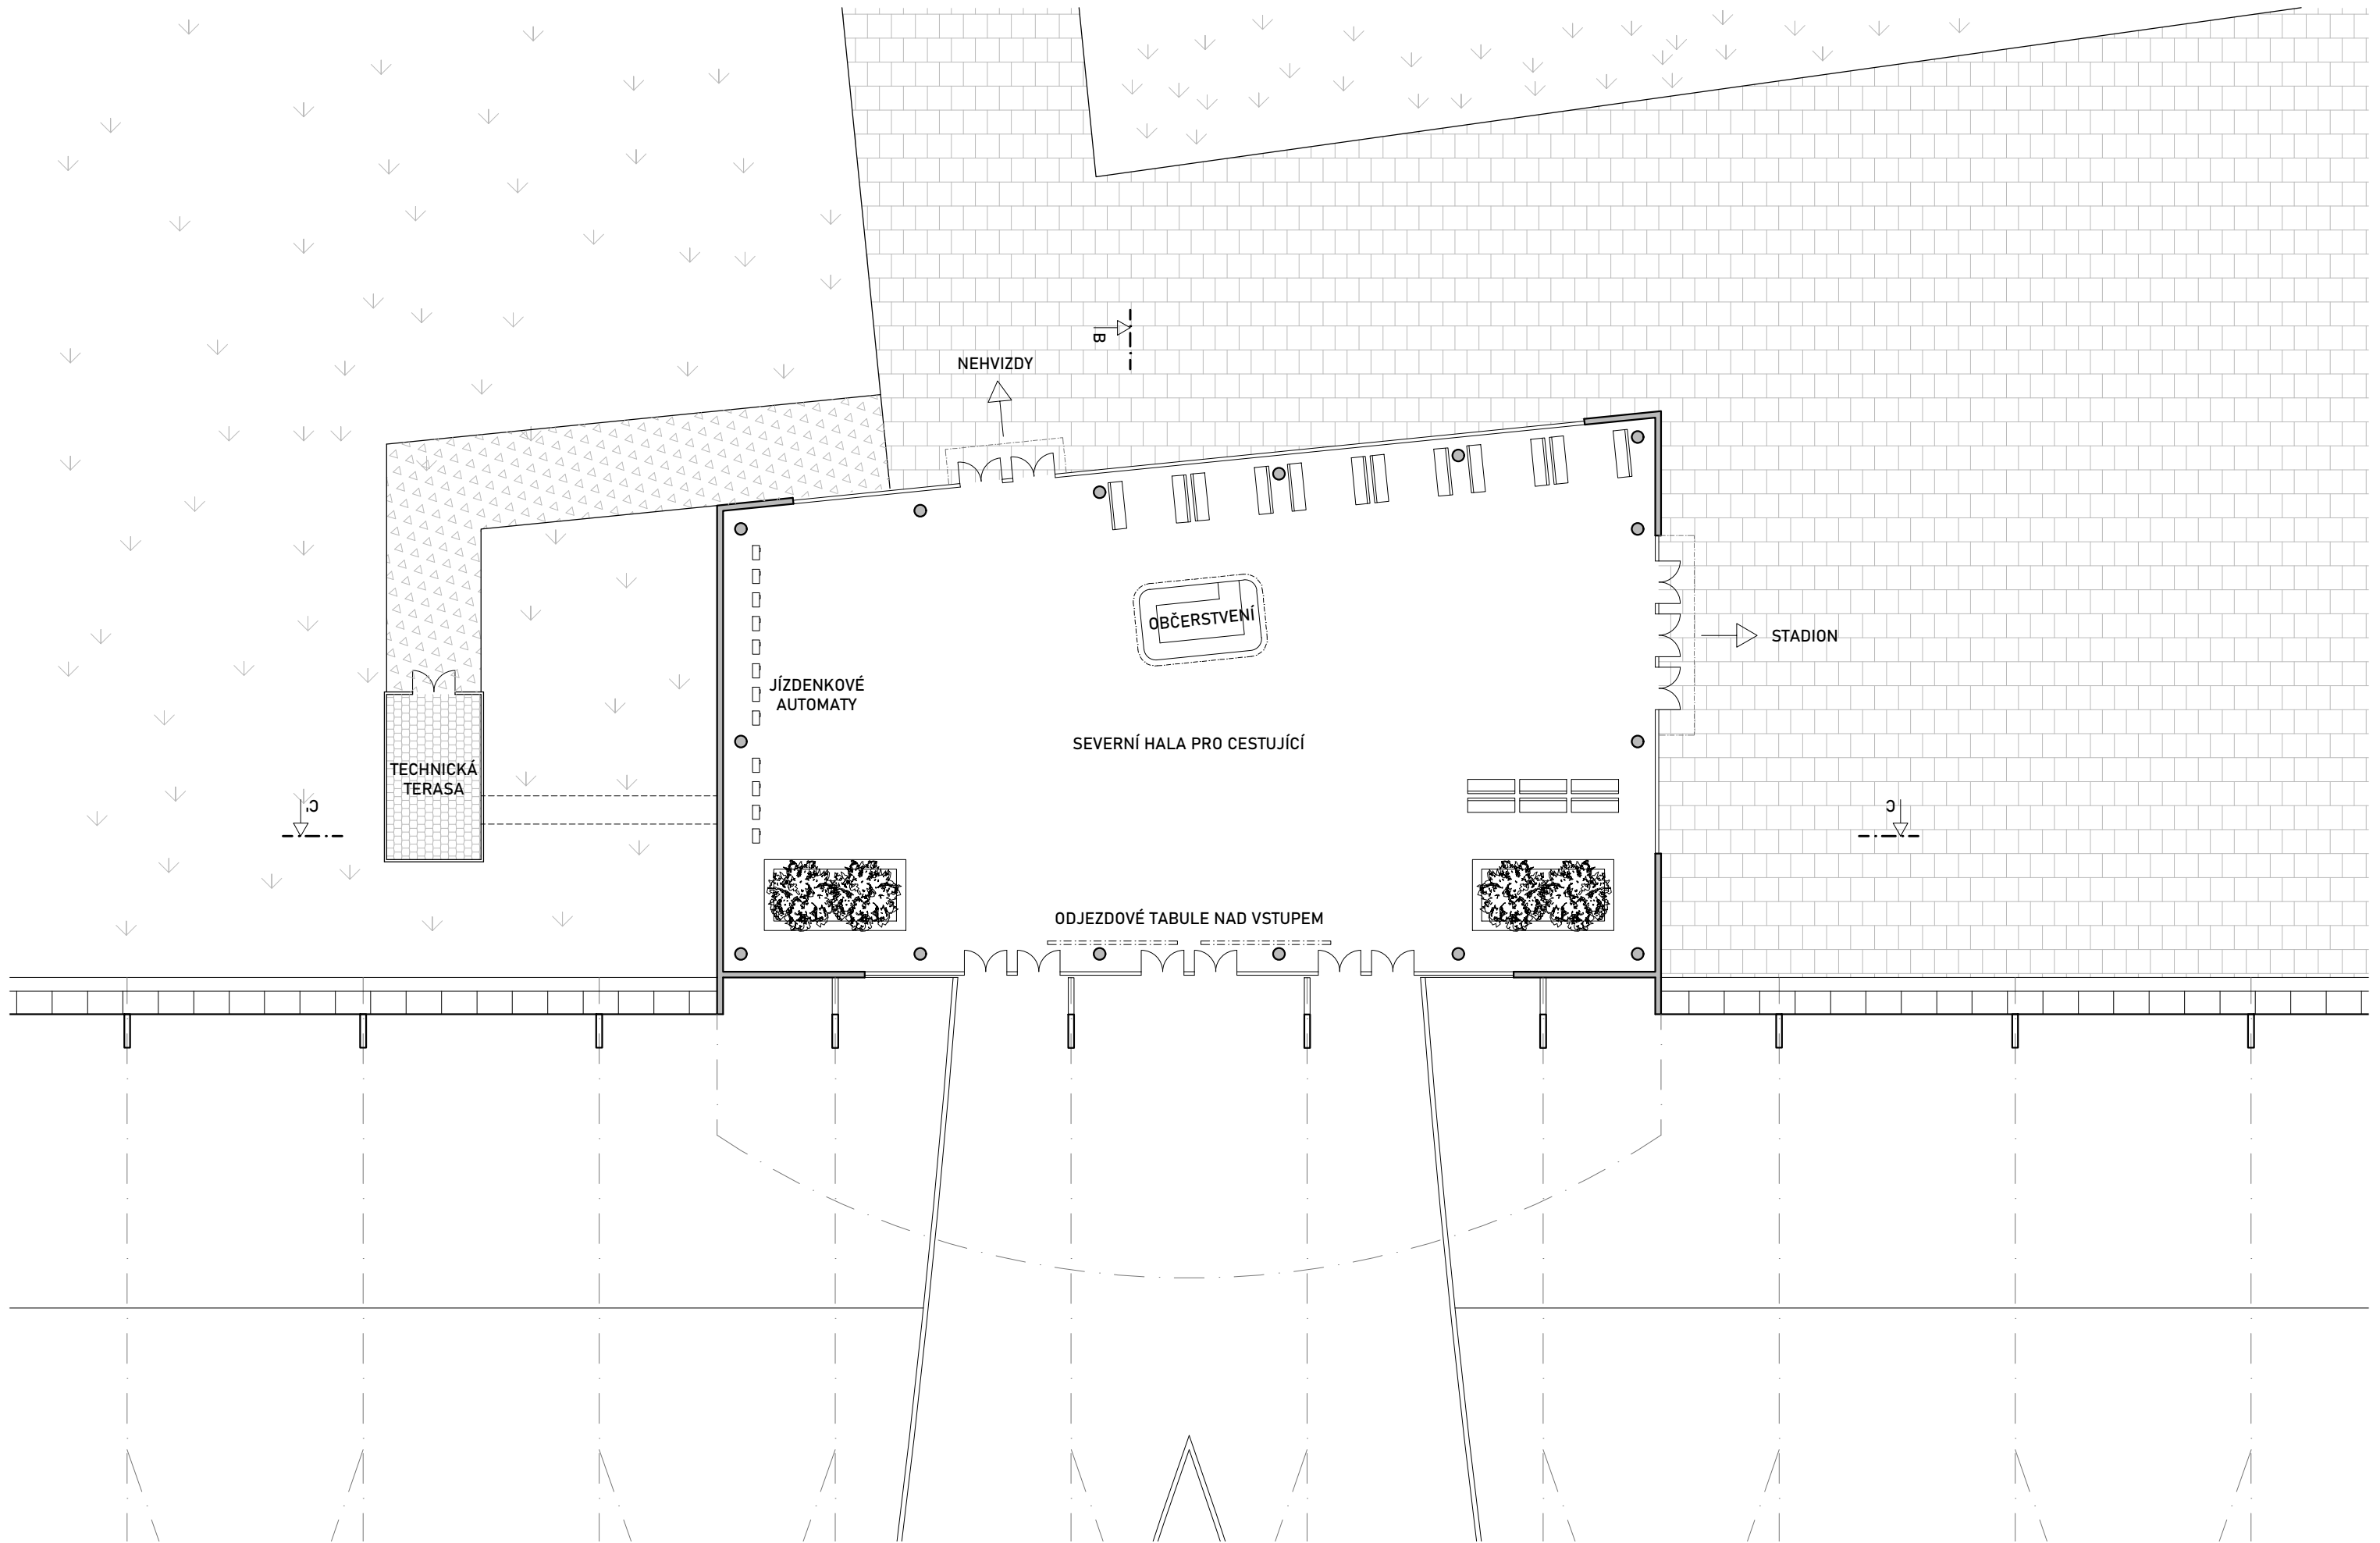 B
NEHVIZDY
OBČERSTVENÍ
STADION
JÍZDENKOVÉ
AUTOMATY
SEVERNÍ HALA PRO CESTUJÍCÍ
TECHNICKÁ
TERASA
C'
C
ODJEZDOVÉ TABULE NAD VSTUPEM